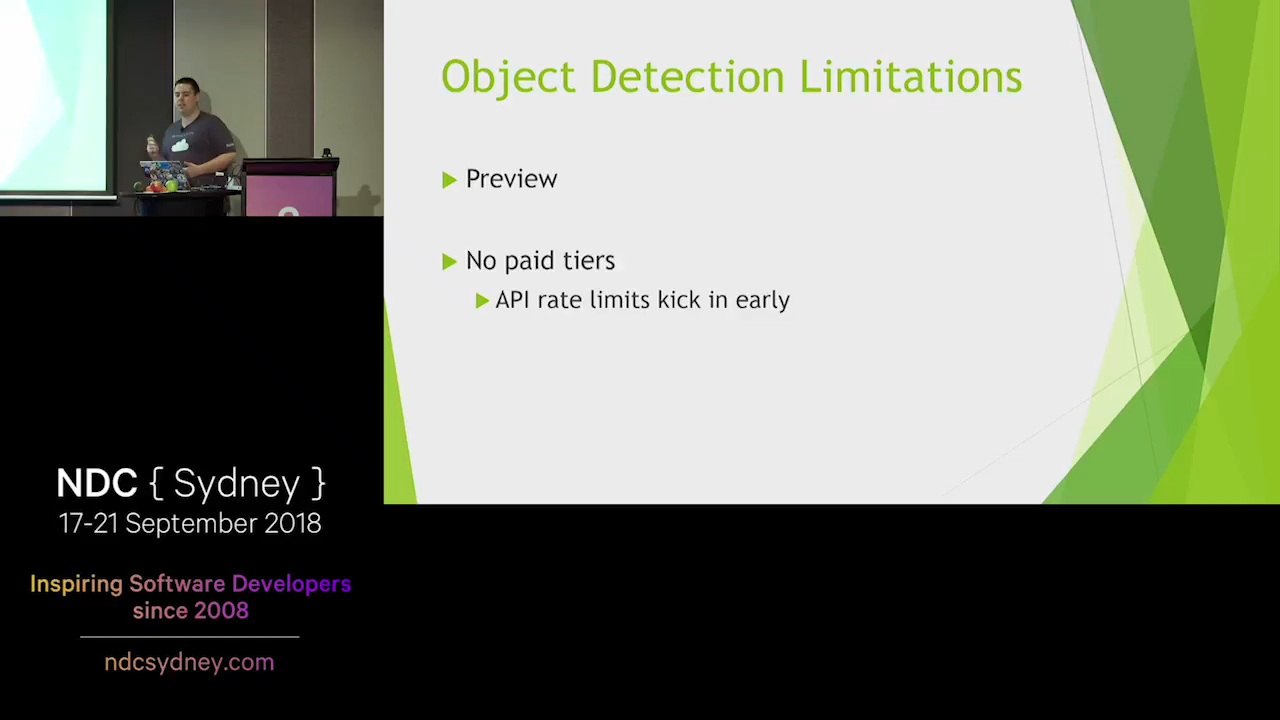 Object Detection Limitations
Preview
No paid tiers
API rate limits kick in early
NDC { Sydney }
17-21 September 2018
Inspiring Software Developers
since 2008
ndcsydney.com